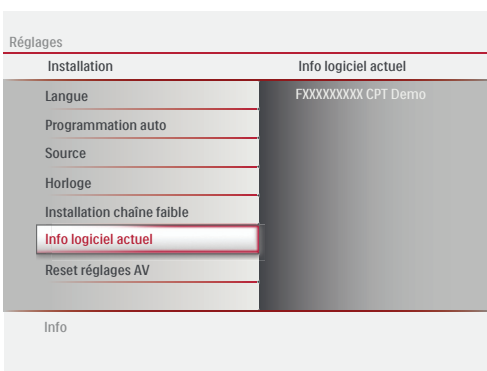 Réglages
Installation
Info logiciel actuel
Langue
FXXXXXXXXX CPT Demo
Programmation auto
Source
Horloge
Installation chaîne faible
Info logiciel actuel
Reset réglages AV
Info